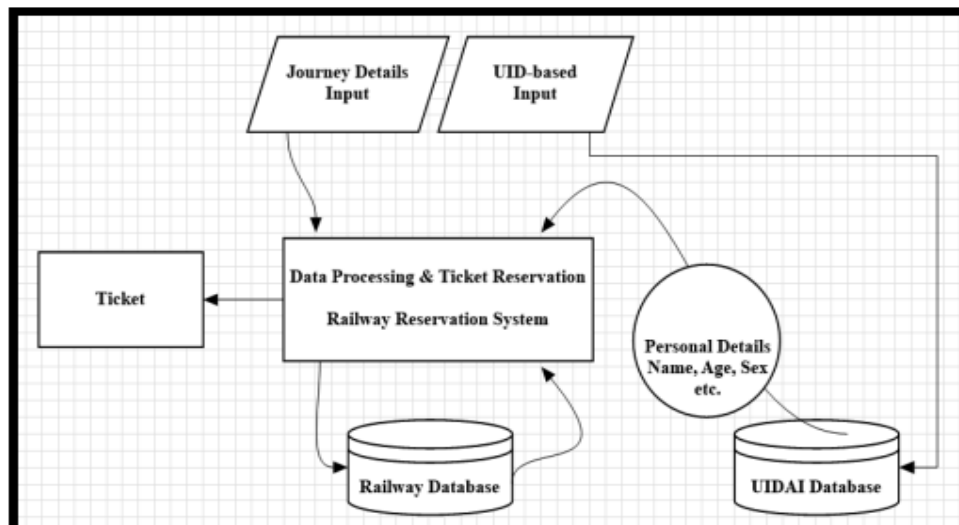 Journey Details
Input
UID-based
Input
Data Processing & Ticket Reservation
Railway Reservation System
Ticket
Personal Details
Name, Age, Sex
etc.
Railway Database
UIDAI Database